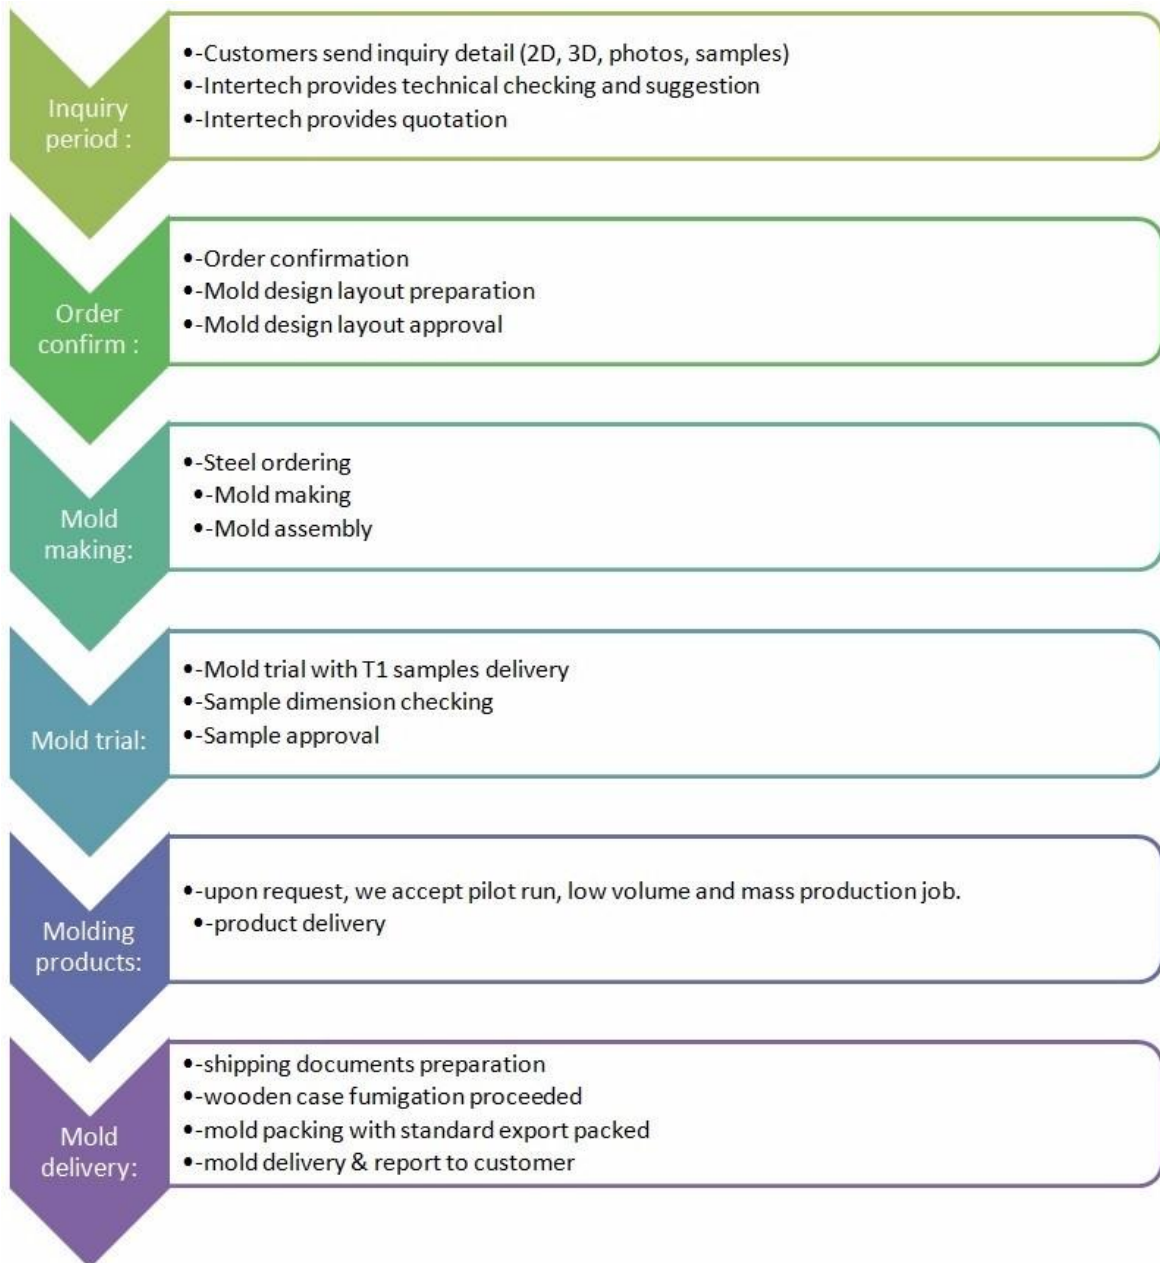 Inquiry
period :
•-Customers send inquiry detail (2D, 3D, photos, samples)
•-Intertech provides technical checking and suggestion
•-Intertech provides quotation
Order
confirm :
•-Order confirmation
•-Mold design layout preparation
•-Mold design layout approval
Mold
making:
•-Steel ordering
•-Mold making
•-Mold assembly
Mold trial:
•-Mold trial with T1 samples delivery
•-Sample dimension checking
•-Sample approval
Molding
products:
•-upon request, we accept pilot run, low volume and mass production job.
•-product delivery
Mold
delivery:
•-shipping documents preparation
•-wooden case fumigation proceeded
•-mold packing with standard export packed
•-mold delivery & report to customer